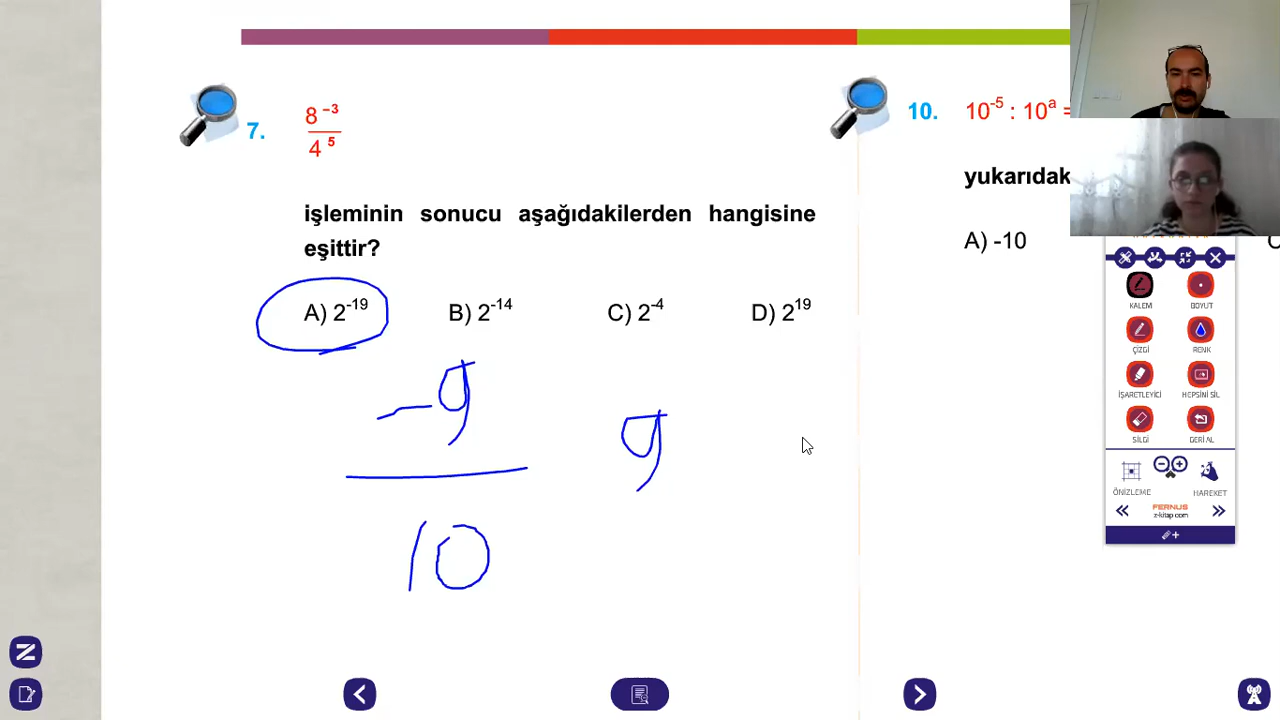 7. 8⁻³
4⁵
işleminin sonucu aşağıdakilerden hangisine
eşittir?
A) 2⁻¹⁹ B) 2⁻¹⁴ C) 2⁻⁴ D) 2¹⁹
-9
10
9
10. 10⁻⁵ : 10ᵃ =
yukarıdak
A) -10
KALEM BOYUT
ÇİZGİ RENK
İŞARETLEYİCİ HEPSİNİ SİL
SİLGİ GERİ AL
ÖNİZLEME HAREKET
FERNUS
z-kitap.com